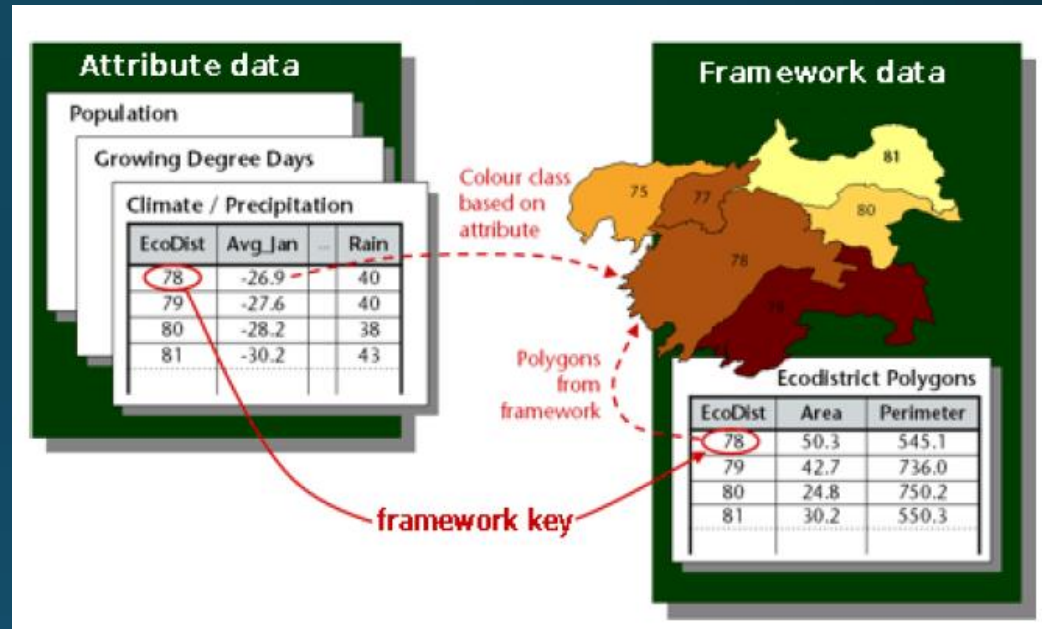 Attribute data
Population
Growing Degree Days
Climate / Precipitation
EcoDist Avg_Jan ... Rain
78 -26.9 40
79 -27.6 40
80 -28.2 38
81 -30.2 43
Colour class
based on
attribute
Polygons
from
framework
framework key
Framework data
81
75
77
80
78
79
Ecodistrict Polygons
EcoDist Area Perimeter
78 50.3 545.1
79 42.7 736.0
80 24.8 750.2
81 30.2 550.3